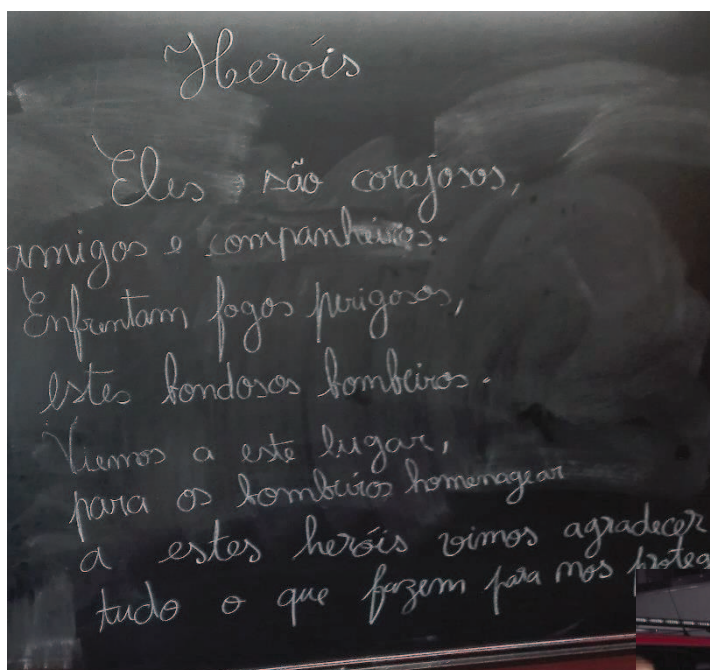 Heróis
Eles são corajosos,
amigos e companheiros.
Enfrentam fogos perigosos,
estes bondosos bombeiros.
Viemos a este lugar,
para os bombeiros homenagear
a estes heróis vimos agradecer
tudo o que fazem para nos